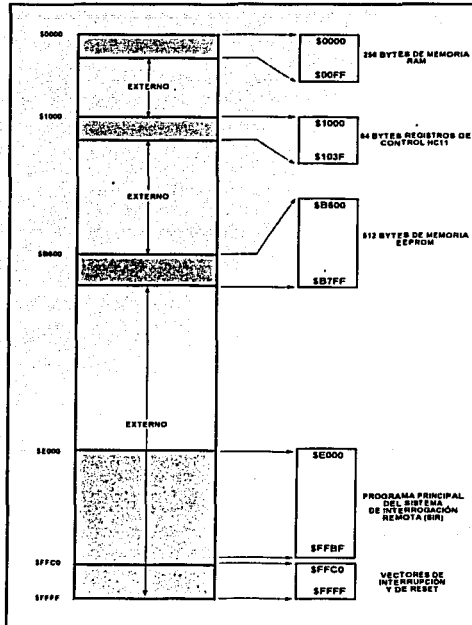 $0000
EXTERNO
$1000
EXTERNO
$B600
EXTERNO
$E000
$FFC0
$FFFF
$0000
$00FF
256 BYTES DE MEMORIA
RAM
$1000
$103F
64 BYTES REGISTROS DE
CONTROL HC11
$B600
$B7FF
512 BYTES DE MEMORIA
EEPROM
$E000
$FFBF
PROGRAMA PRINCIPAL
DEL SISTEMA
DE INTERROGACIÓN
REMOTA (SIR)
$FFC0
$FFFF
VECTORES DE
INTERRUPCIÓN
Y DE RESET